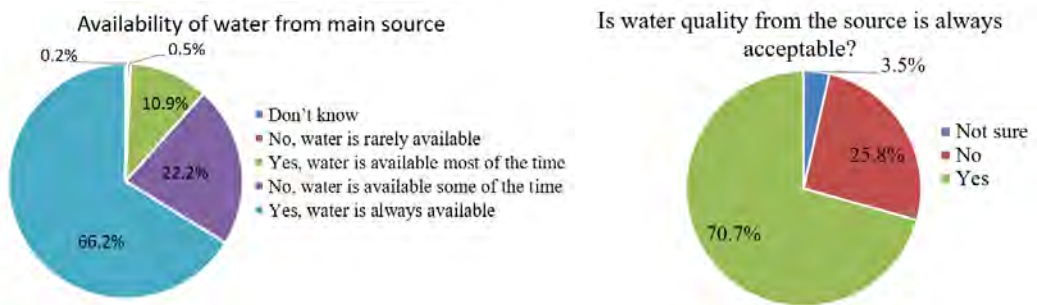 Availability of water from main source
0.2%
0.5%
10.9%
22.2%
66.2%
Don't know
No, water is rarely available
Yes, water is available most of the time
No, water is available some of the time
Yes, water is always available
Is water quality from the source is always
acceptable?
3.5%
25.8%
70.7%
Not sure
No
Yes